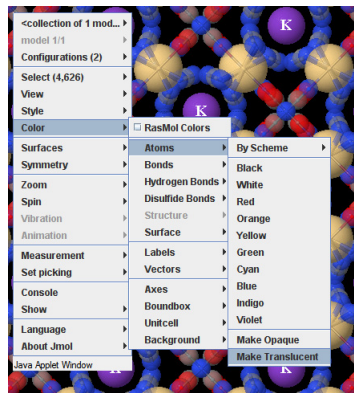 <collection of 1 mod...
model 1/1
Configurations (2)
Select (4,626)
View
Style
Color
Surfaces
Symmetry
Zoom
Spin
Vibration
Animation
Measurement
Set picking
Console
Show
Language
About Jmol
Java Applet Window
RasMol Colors
Atoms
Bonds
Hydrogen Bonds
Disulfide Bonds
Structure
Surface
Labels
Vectors
Axes
Boundbox
Unitcell
Background
By Scheme
Black
White
Red
Orange
Yellow
Green
Cyan
Blue
Indigo
Violet
Make Opaque
Make Translucent
K
K
K
K